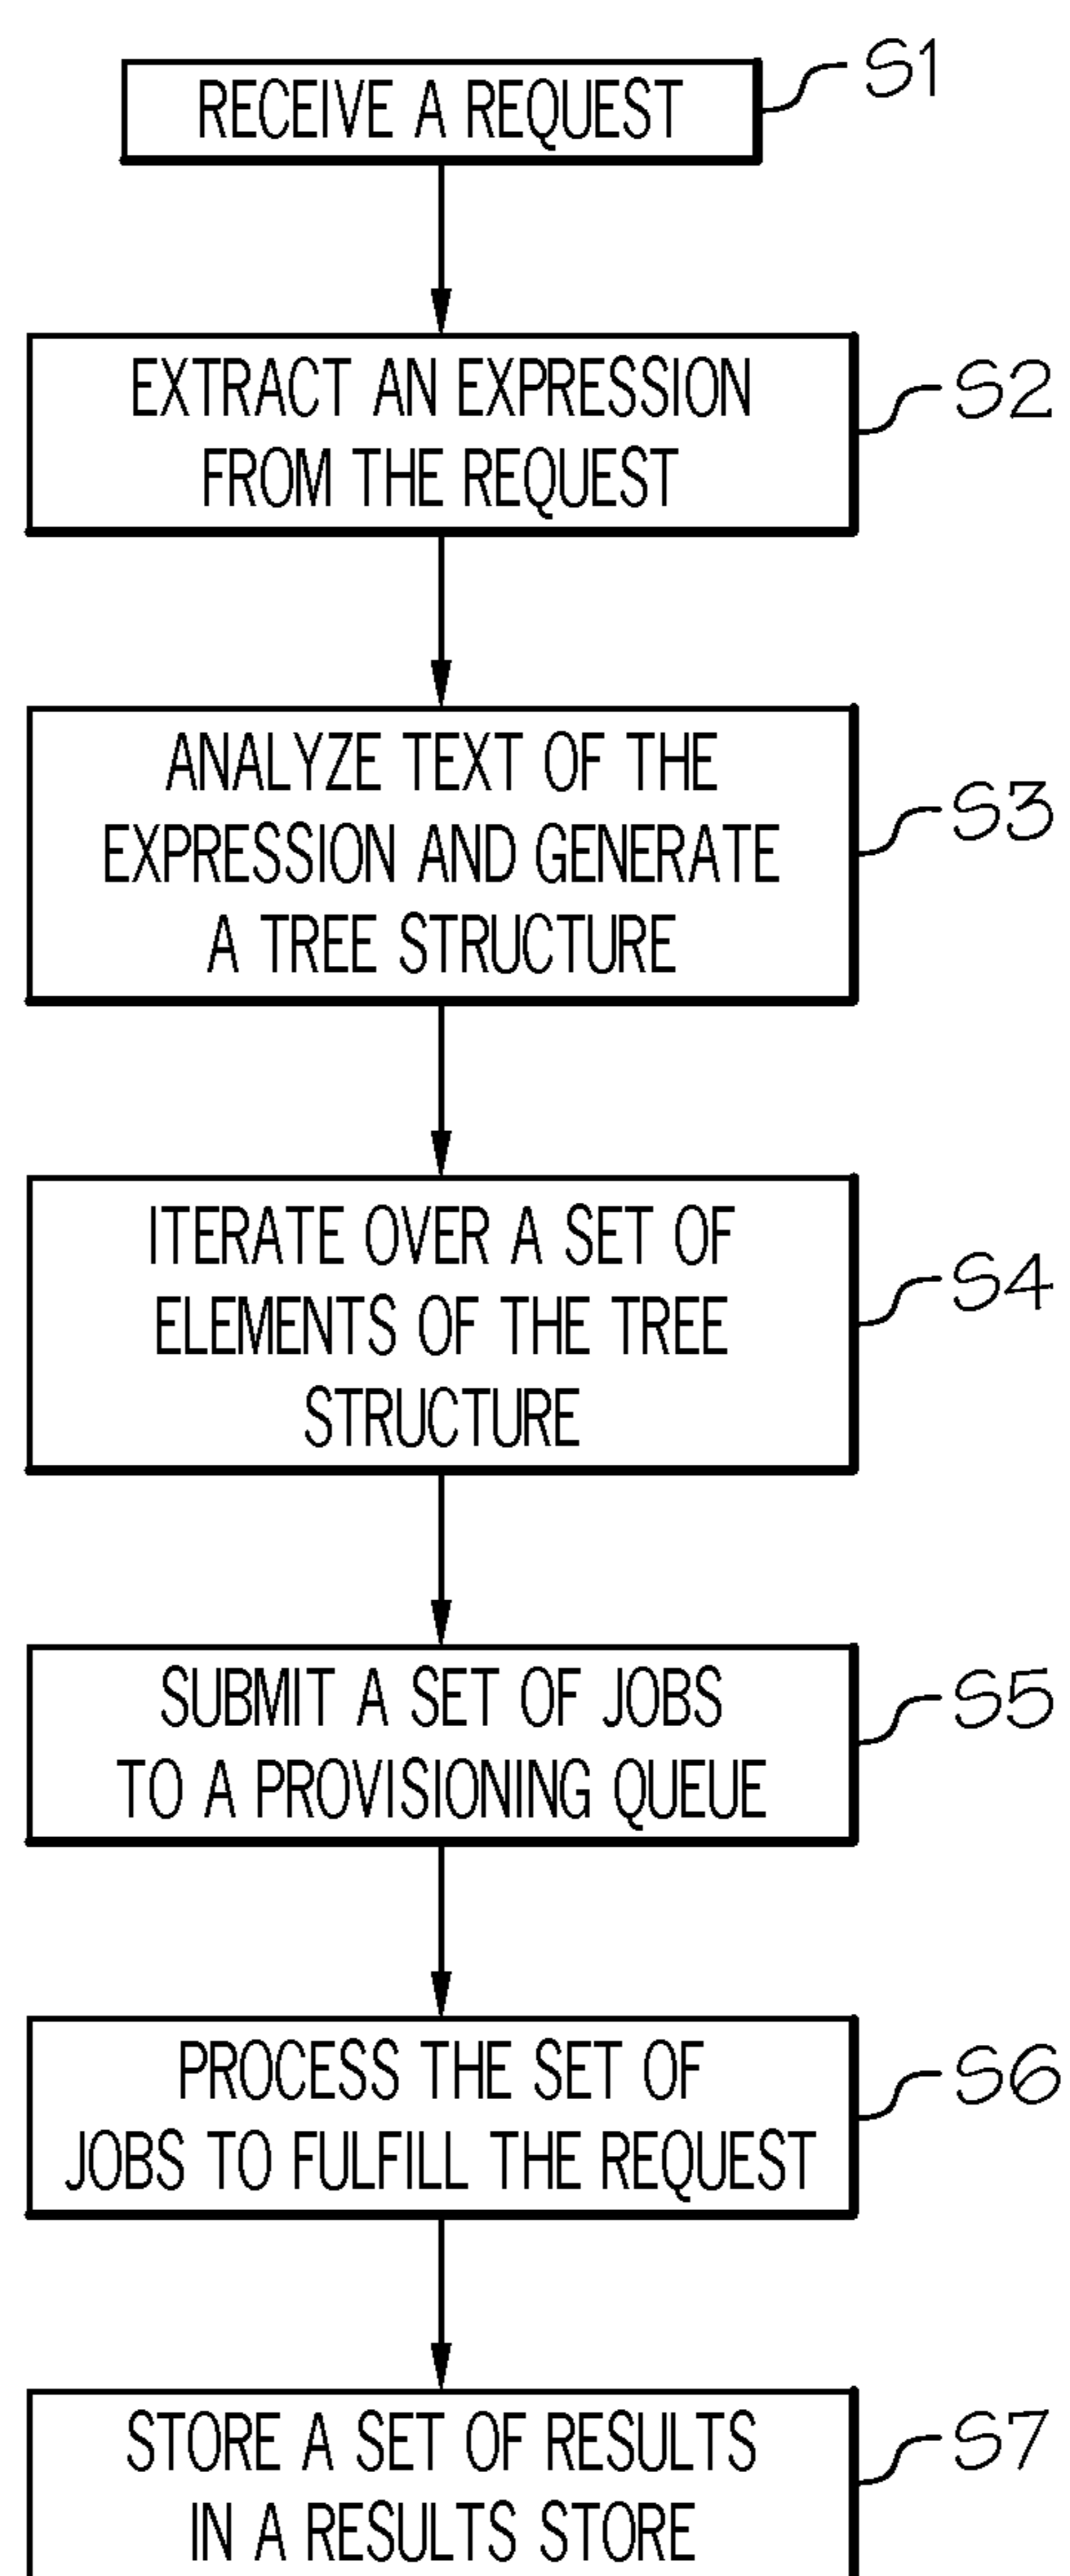 RECEIVE A REQUEST
S1
EXTRACT AN EXPRESSION
FROM THE REQUEST
S2
ANALYZE TEXT OF THE
EXPRESSION AND GENERATE
A TREE STRUCTURE
S3
ITERATE OVER A SET OF
ELEMENTS OF THE TREE
STRUCTURE
S4
SUBMIT A SET OF JOBS
TO A PROVISIONING QUEUE
S5
PROCESS THE SET OF
JOBS TO FULFILL THE REQUEST
S6
STORE A SET OF RESULTS
IN A RESULTS STORE
S7